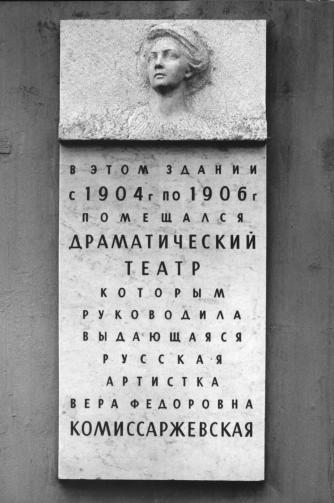 В ЭТОМ ЗДАНИИ
с 1904г по 1906г
ПОМЕЩАЛСЯ
ДРАМАТИЧЕСКИЙ
ТЕАТР
КОТОРЫМ
РУКОВОДИЛА
ВЫДАЮЩАЯСЯ
РУССКАЯ
АРТИСТКА
ВЕРА ФЕДОРОВНА
КОМИССАРЖЕВСКАЯ